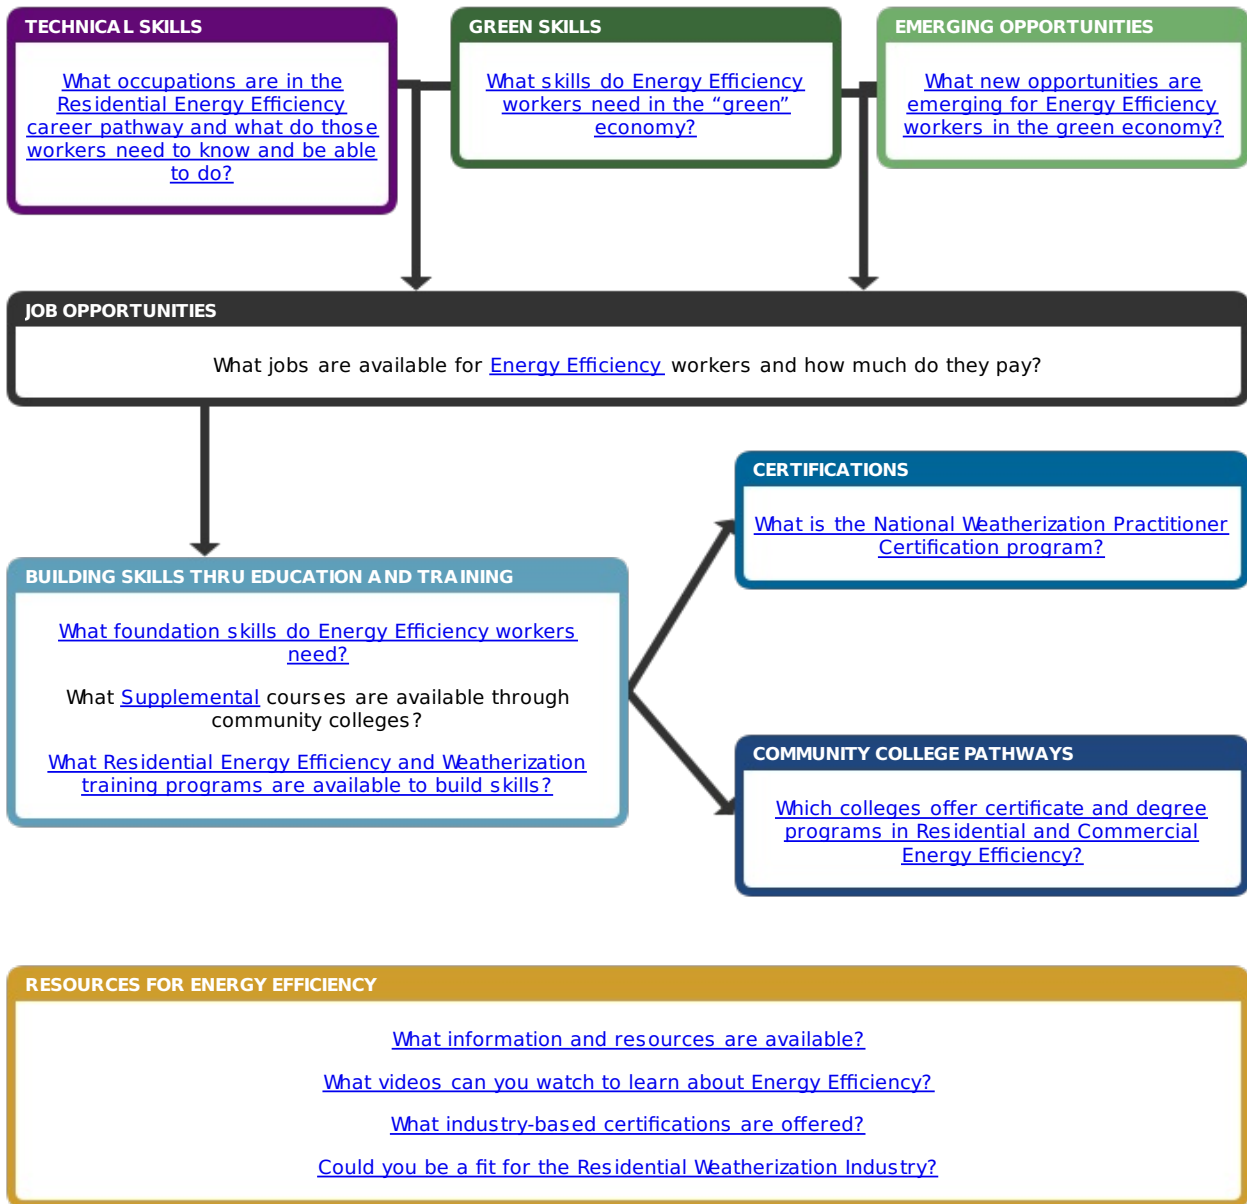 TECHNICAL SKILLS
What occupations are in the
Residential Energy Efficiency
career pathway and what do those
workers need to know and be able
to do?
GREEN SKILLS
What skills do Energy Efficiency
workers need in the “green”
economy?
EMERGING OPPORTUNITIES
What new opportunities are
emerging for Energy Efficiency
workers in the green economy?
JOB OPPORTUNITIES
What jobs are available for Energy Efficiency workers and how much do they pay?
BUILDING SKILLS THRU EDUCATION AND TRAINING
What foundation skills do Energy Efficiency workers
need?
What Supplemental courses are available through
community colleges?
What Residential Energy Efficiency and Weatherization
training programs are available to build skills?
CERTIFICATIONS
What is the National Weatherization Practitioner
Certification program?
COMMUNITY COLLEGE PATHWAYS
Which colleges offer certificate and degree
programs in Residential and Commercial
Energy Efficiency?
RESOURCES FOR ENERGY EFFICIENCY
What information and resources are available?
What videos can you watch to learn about Energy Efficiency?
What industry-based certifications are offered?
Could you be a fit for the Residential Weatherization Industry?